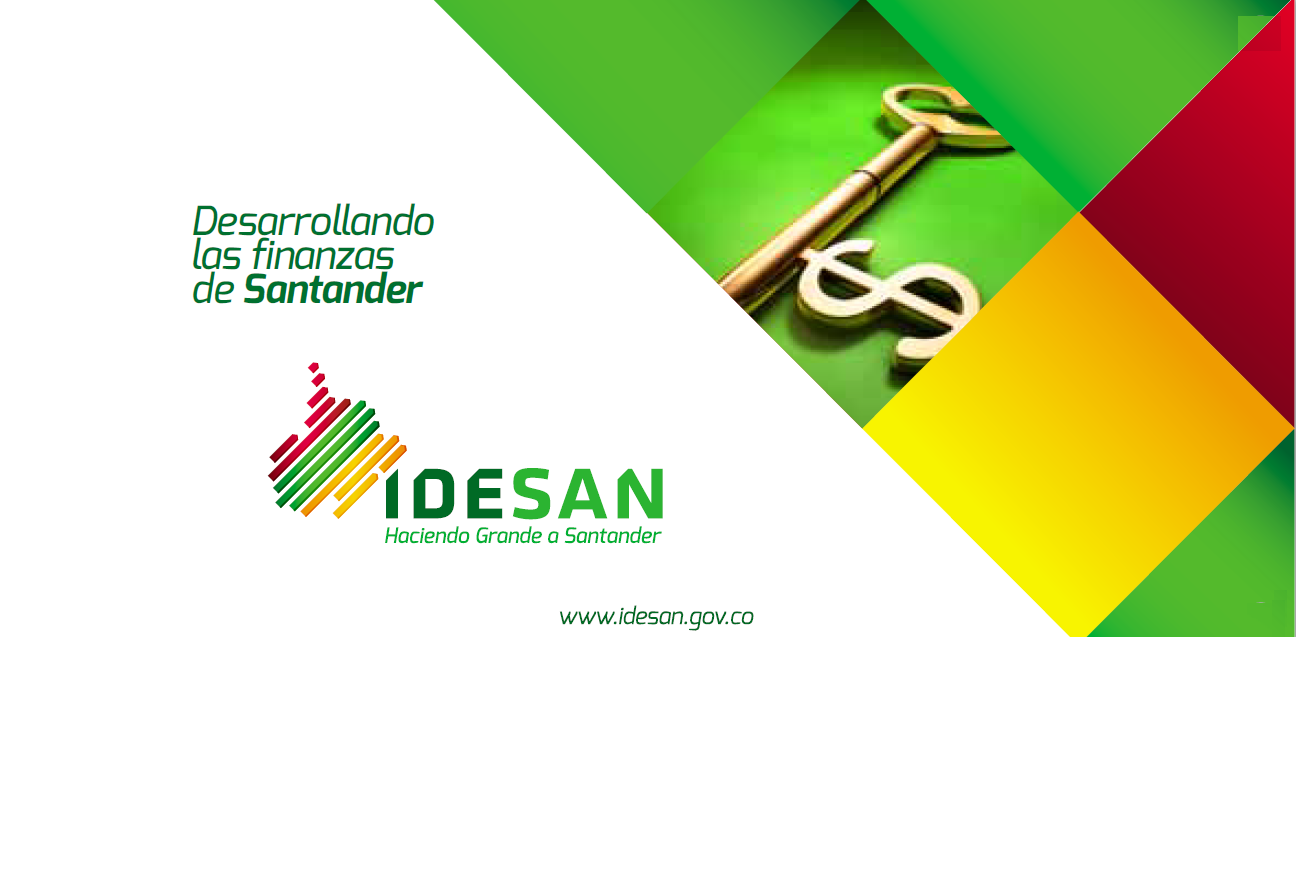 Desarrollando
las finanzas
de Santander
IDESAN
Haciendo Grande a Santander
www.idesan.gov.co